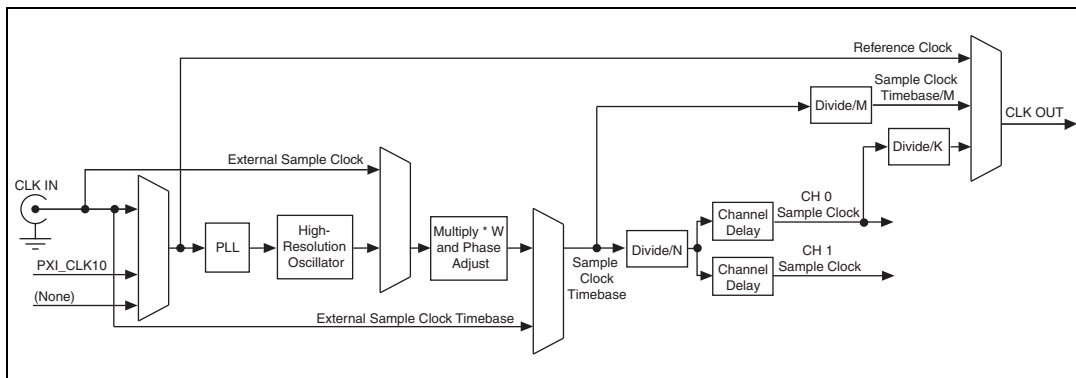 Reference Clock
Sample Clock
Timebase/M
Divide/M
CLK OUT
Divide/K
External Sample Clock
CLK IN
CH 0
Sample Clock
Channel
Delay
PLL
High-
Resolution
Oscillator
Multiply * W
and Phase
Adjust
Divide/N
CH 1
Sample Clock
Channel
Delay
Sample
Clock
Timebase
PXI_CLK10
(None)
External Sample Clock Timebase